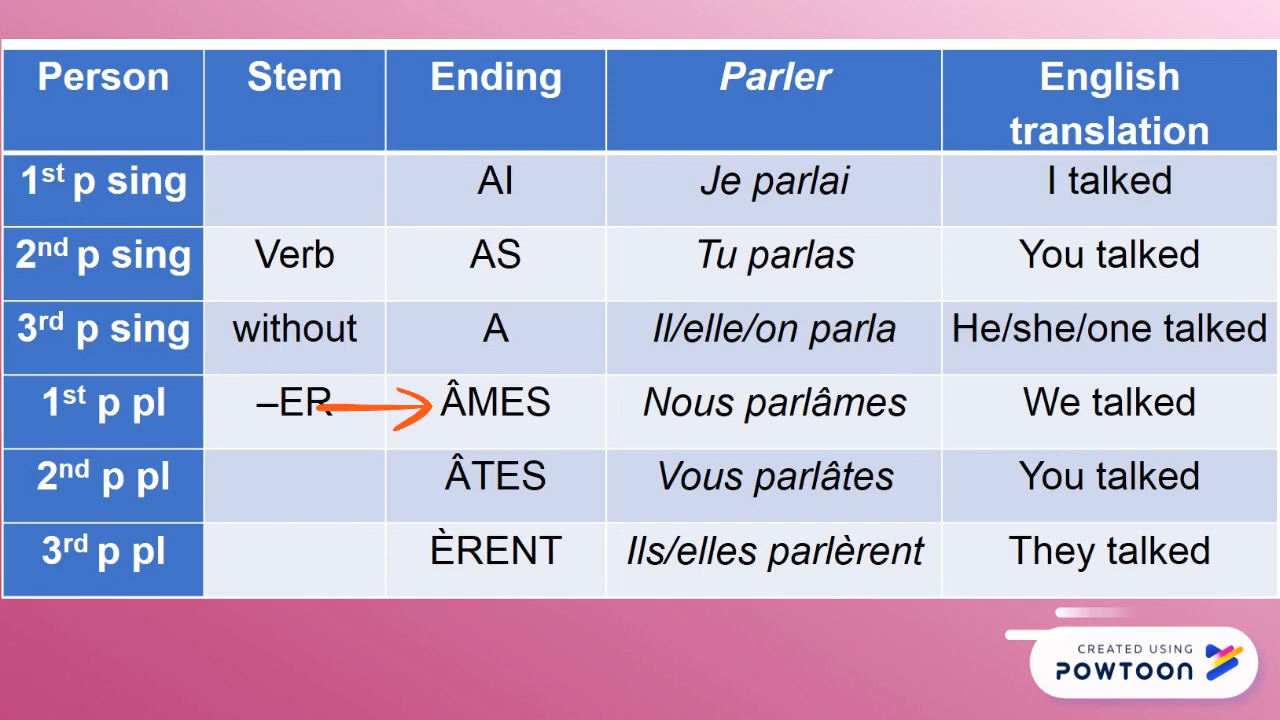 Person Stem Ending Parler English
translation
1st p sing AI Je parlai I talked
2nd p sing Verb AS Tu parlas You talked
3rd p sing without A Il/elle/on parla He/she/one talked
1st p pl –ER ÂMES Nous parlâmes We talked
2nd p pl ÂTES Vous parlâtes You talked
3rd p pl ÈRENT Ils/elles parlèrent They talked
CREATED USING
POWTOON